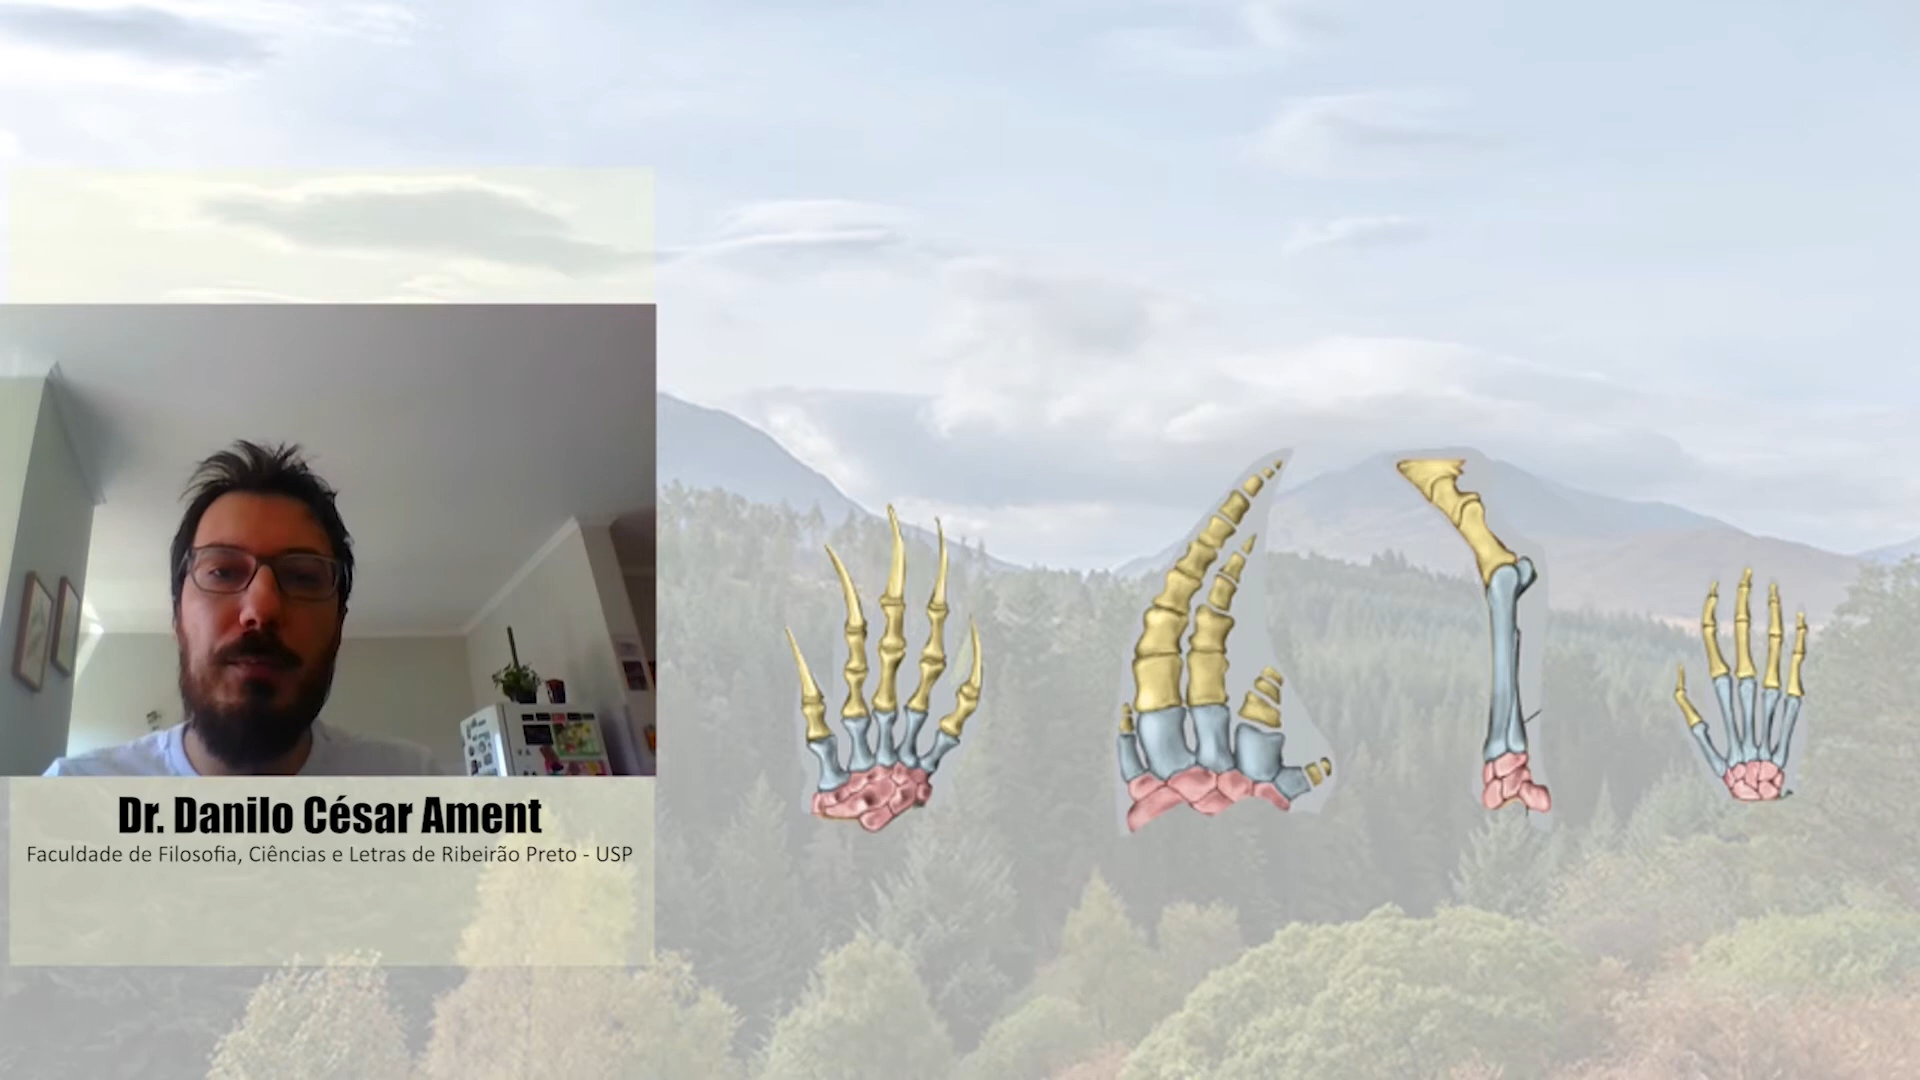 Dr. Danilo César Ament
Faculdade de Filosofia, Ciências e Letras de Ribeirão Preto - USP